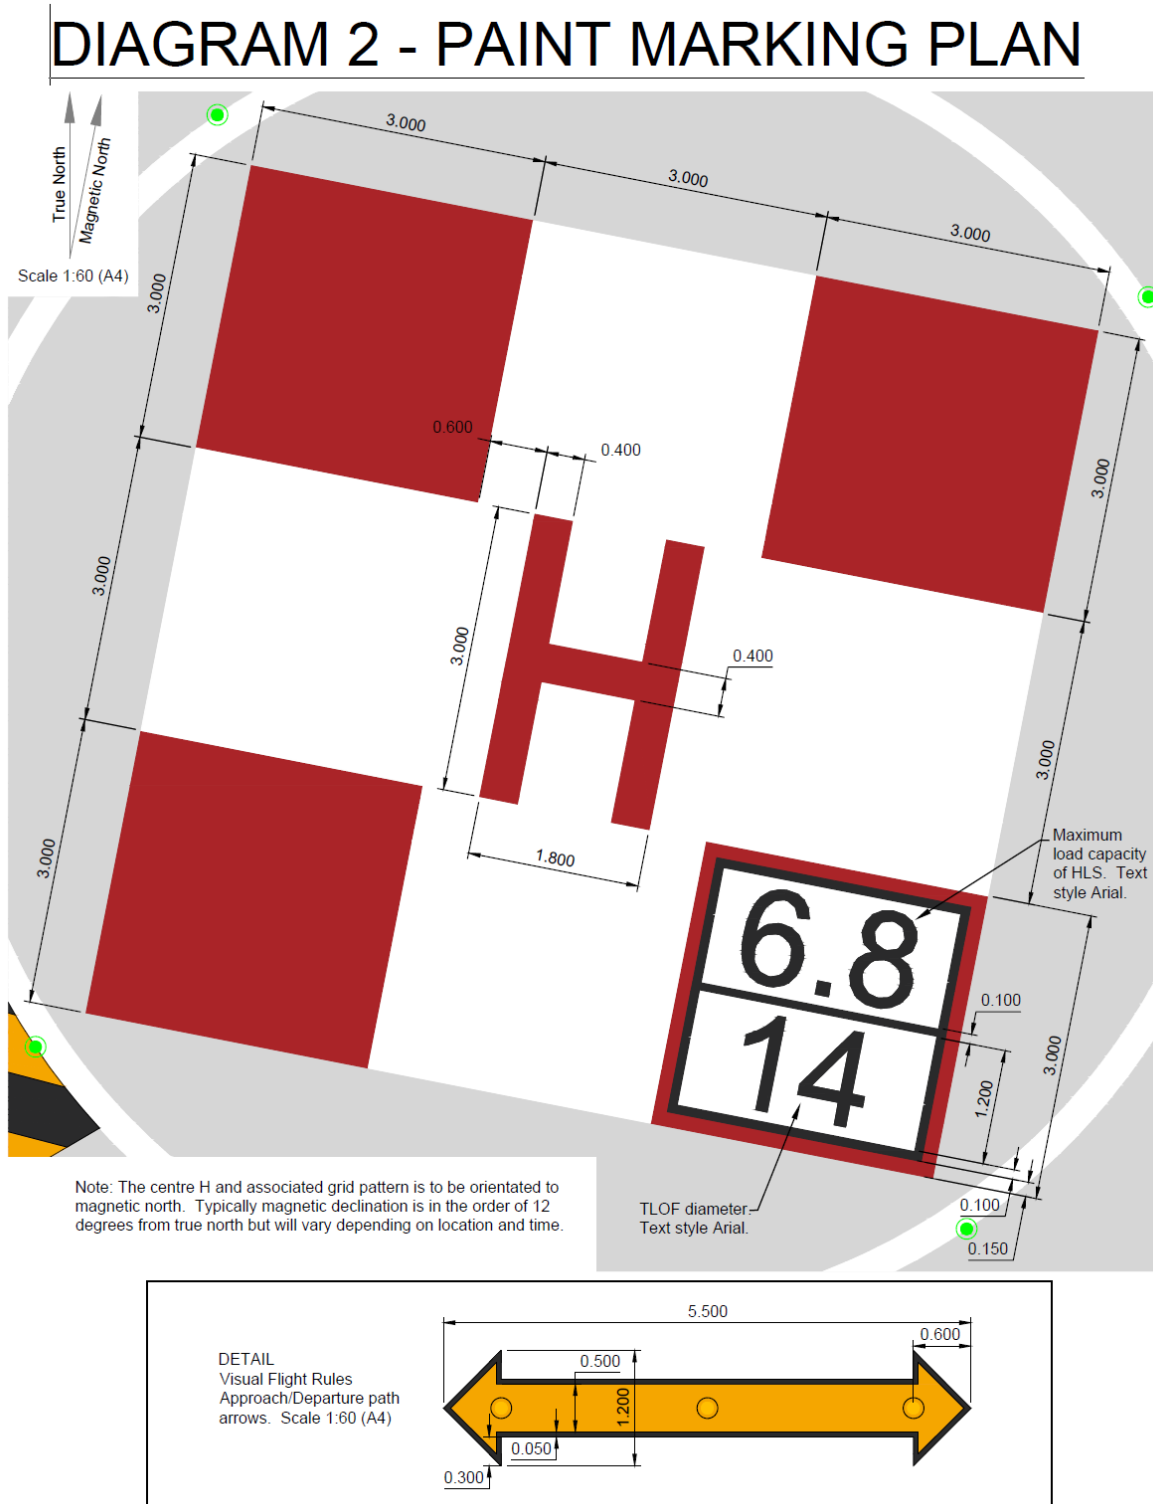 DIAGRAM 2 - PAINT MARKING PLAN
True North
Magnetic North
Scale 1:60 (A4)
3.000
3.000
3.000
3.000
3.000
3.000
3.000
3.000
3.000
0.600
0.400
3.000
0.400
1.800
H
Maximum
load capacity
of HLS.  Text
style Arial.
6.8
14
0.100
1.200
0.100
0.150
TLOF diameter.
Text style Arial.
Note: The centre H and associated grid pattern is to be orientated to
magnetic north.  Typically magnetic declination is in the order of 12
degrees from true north but will vary depending on location and time.
DETAIL
Visual Flight Rules
Approach/Departure path
arrows.  Scale 1:60 (A4)
5.500
0.600
0.500
1.200
0.050
0.300